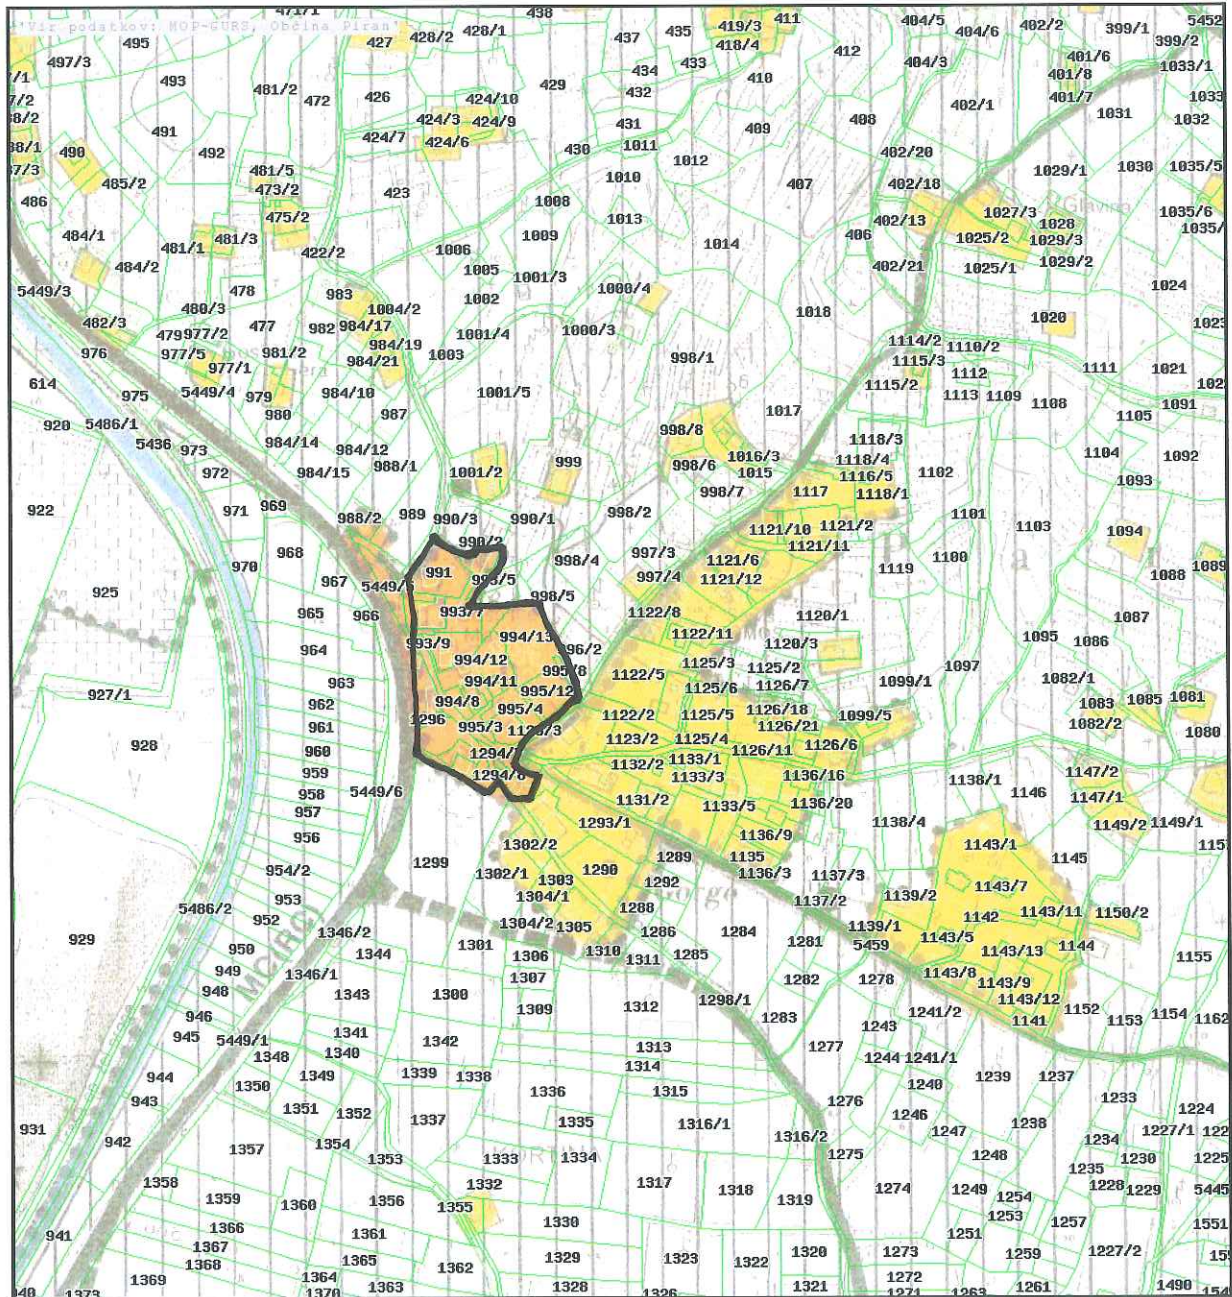 "Vir podatkov: MOP-GURS, Občina Piran"
471/1 428/2 428/1 438 437 435 419/3 411 404/5 404/6 402/2 399/1 5452
495 427 418/4 412 399/2
497/3 434 433 404/3 401/6 1033/1
493 481/2 472 426 424/10 429 432 410 401/8 401/7
424/3 424/9 431 409 408 402/1 1031 1032
491 492 424/7 424/6 430 1011 1012 402/20
490 485/2 481/5 473/2 423 1010 407 402/18 1029/1 1030 1035/5
486 475/2 1008 1013 402/13 1027/3 1028 1035/6
484/1 481/1 481/3 422/2 1006 1009 1014 406 1025/2 1029/3
484/2 1005 1001/3 402/21 1025/1 1029/2
Glavina
5449/3 478 983 1002 1000/4 1018 1024
482/3 480/3 1004/2 1020
479 977/2 477 982 984/17 1001/4 1000/3 1114/2 1110/2
976 977/5 981/2 984/19 1003 998/1 1115/3 1112 1111 1021
977/1 984/21 1115/2
614 975 5449/4 979 984/10 1001/5 1113 1109 1108 1091
920 5486/1 980 987 1017 1105
5436 973 984/14 984/12 998/8 1118/3 1104 1092
972 984/15 988/1 1001/2 999 998/6 1016/3 1015 1118/4 1116/5 1102 1093
922 971 969 988/2 989 990/3 990/1 998/2 998/7 1117 1118/1 1101
968 990/2 1121/10 1121/2 1103 1094
970 991 998/4 997/3 1121/6 1121/11 1100
925 967 997/4 1121/12 1119 1088 1089
965 966 998/5 1122/8 1120/1 1087
964 993/9 994/13 1122/11 1120/3 1095 1086
927/1 963 994/12 995/8 1122/5 1125/3 1125/2 1097 1082/1
962 994/11 995/12 1125/6 1126/7 1099/1 1083 1085 1081
928 961 1296 994/8 995/4 1122/2 1125/5 1126/18 1099/5 1082/2
960 995/3 1123/2 1125/4 1126/21 1080
959 1132/2 1133/1 1126/11 1126/6
958 5449/6 1133/3 1136/16 1138/1 1147/2
957 1131/2 1133/5 1136/20 1146 1147/1
956 1293/1 1136/9 1138/4 1149/2 1149/1
954/2 1299 1302/2 1289 1135 1143/1 1145
953 1302/1 1303 1290 1292 1136/3 1137/3 1143/7
5486/2 952 1304/1 1288 1137/2 1139/2 1142 1143/11 1150/2
929 950 1346/2 1304/2 1305 1286 1284 1139/1 1143/5
949 1344 1301 1306 1310 1311 1285 1281 5459 1143/13 1144 1155
948 1346/1 1307 1282 1278 1143/8 1143/9
946 1343 1300 1309 1312 1298/1 1283 1241/2 1143/12 1152
945 5449/1 1341 1342 1313 1243 1141 1153 1154 1162
1348 1340 1314 1277 1244 1241/1
944 1350 1349 1339 1338 1336 1315 1240 1239 1237
943 1351 1352 1337 1335 1316/1 1276 1246 1238 1233 1224
931 942 1354 1316/2 1247 1234 1227/1
1357 1353 1333 1334 1275 1248 1235 1230 1225
1358 1359 1356 1332 1317 1318 1319 1274 1249 1254 1228 1229 5445
1360 1355 1253
941 1366 1361 1330 1251 1257 1551
1367 1365 1362 1329 1323 1322 1320 1273 1259 1227/2
1369 1368 1364 1363 1328 1321 1272 1261 1490
1373 1370 1326 1271 1263